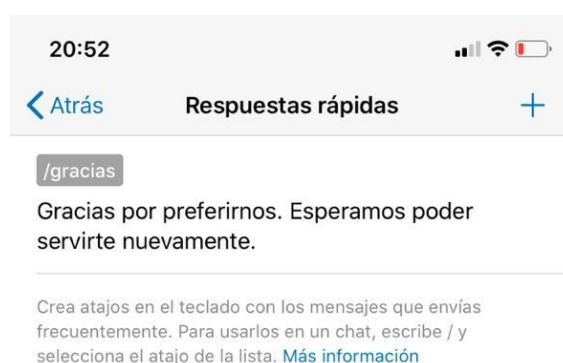 20:52
Atrás Respuestas rápidas +
/gracias
Gracias por preferirnos. Esperamos poder
servirte nuevamente.
Crea atajos en el teclado con los mensajes que envías
frecuentemente. Para usarlos en un chat, escribe / y
selecciona el atajo de la lista. Más información